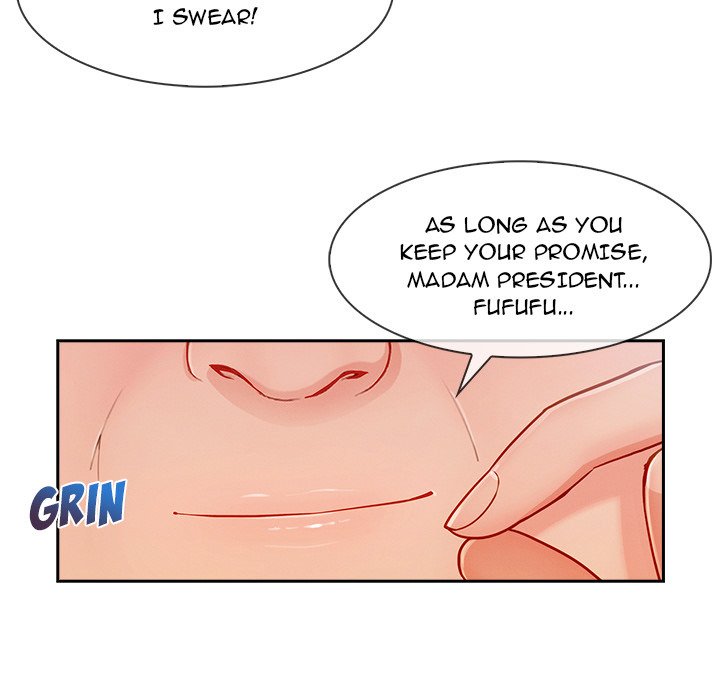 I SWEAR!
AS LONG AS YOU
KEEP YOUR PROMISE,
MADAM PRESIDENT...
FUFUFU...
GRIN